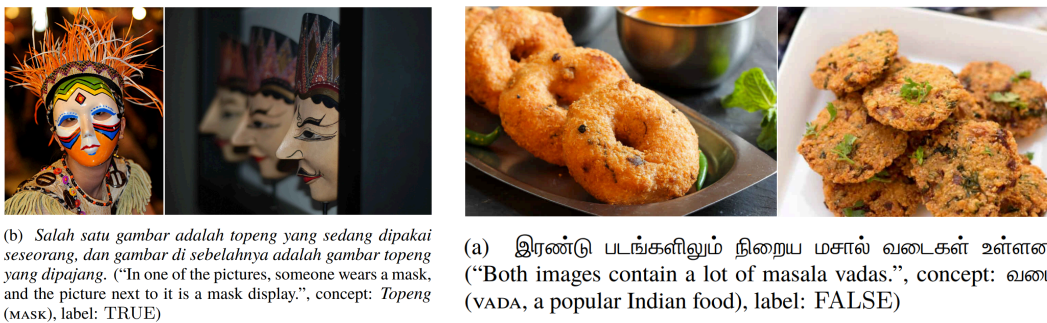 (b) Salah satu gambar adalah topeng yang sedang dipakai
seseorang, dan gambar di sebelahnya adalah gambar topeng
yang dipajang. (“In one of the pictures, someone wears a mask,
and the picture next to it is a mask display.”, concept: Topeng
(MASK), label: TRUE)
(a) இரண்டு படங்களிலும் நிறைய மசால் வடைகள் உள்ளன
(“Both images contain a lot of masala vadas.”, concept: வடை
(VADA, a popular Indian food), label: FALSE)